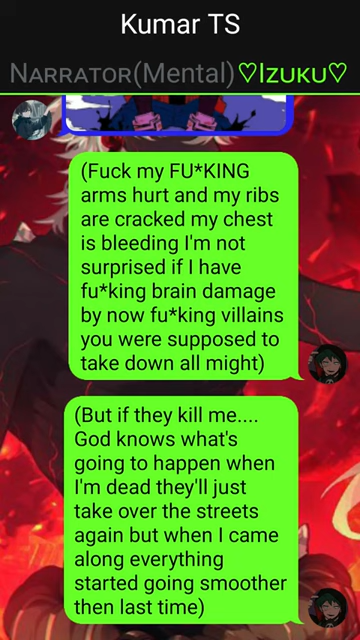 Kumar TS
Narrator(Mental) ♡Izuku♡
(Fuck my FU*KING
arms hurt and my ribs
are cracked my chest
is bleeding I'm not
surprised if I have
fu*king brain damage
by now fu*king villains
you were supposed to
take down all might)
(But if they kill me....
God knows what's
going to happen when
I'm dead they'll just
take over the streets
again but when I came
along everything
started going smoother
then last time)